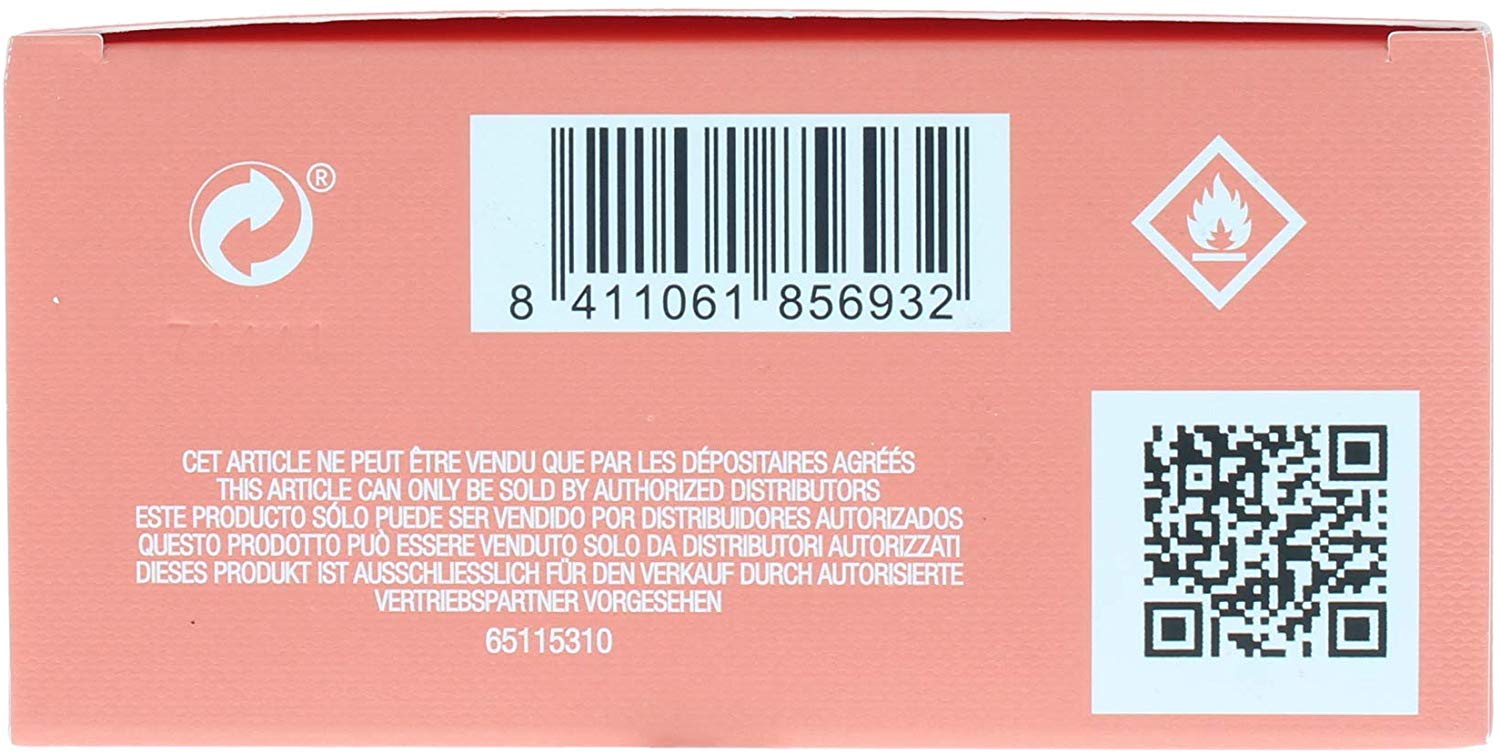 ®
8 411061 856932
CET ARTICLE NE PEUT ÊTRE VENDU QUE PAR LES DÉPOSITAIRES AGRÉÉS
THIS ARTICLE CAN ONLY BE SOLD BY AUTHORIZED DISTRIBUTORS
ESTE PRODUCTO SÓLO PUEDE SER VENDIDO POR DISTRIBUIDORES AUTORIZADOS
QUESTO PRODOTTO PUÒ ESSERE VENDUTO SOLO DA DISTRIBUTORI AUTORIZZATI
DIESES PRODUKT IST AUSSCHLIESSLICH FÜR DEN VERKAUF DURCH AUTORISIERTE
VERTRIEBSPARTNER VORGESEHEN
65115310